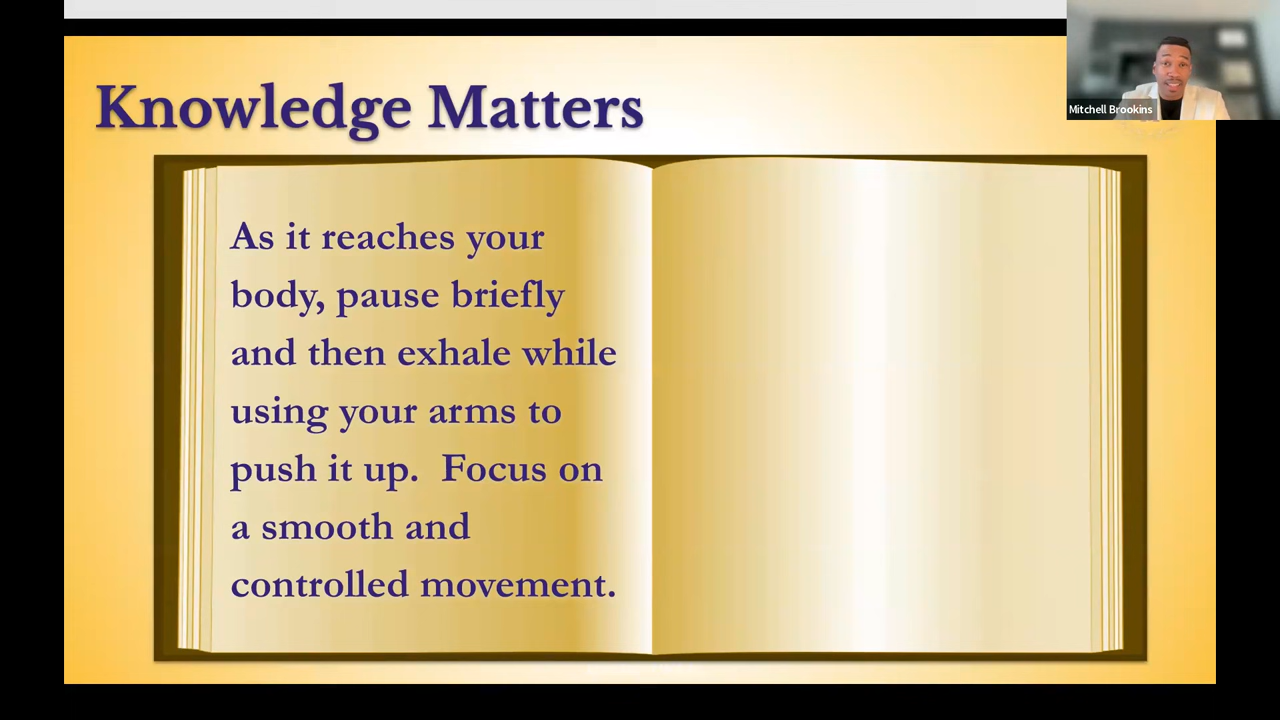 Knowledge Matters
Mitchell Brookins
As it reaches your
body, pause briefly
and then exhale while
using your arms to
push it up.  Focus on
a smooth and
controlled movement.